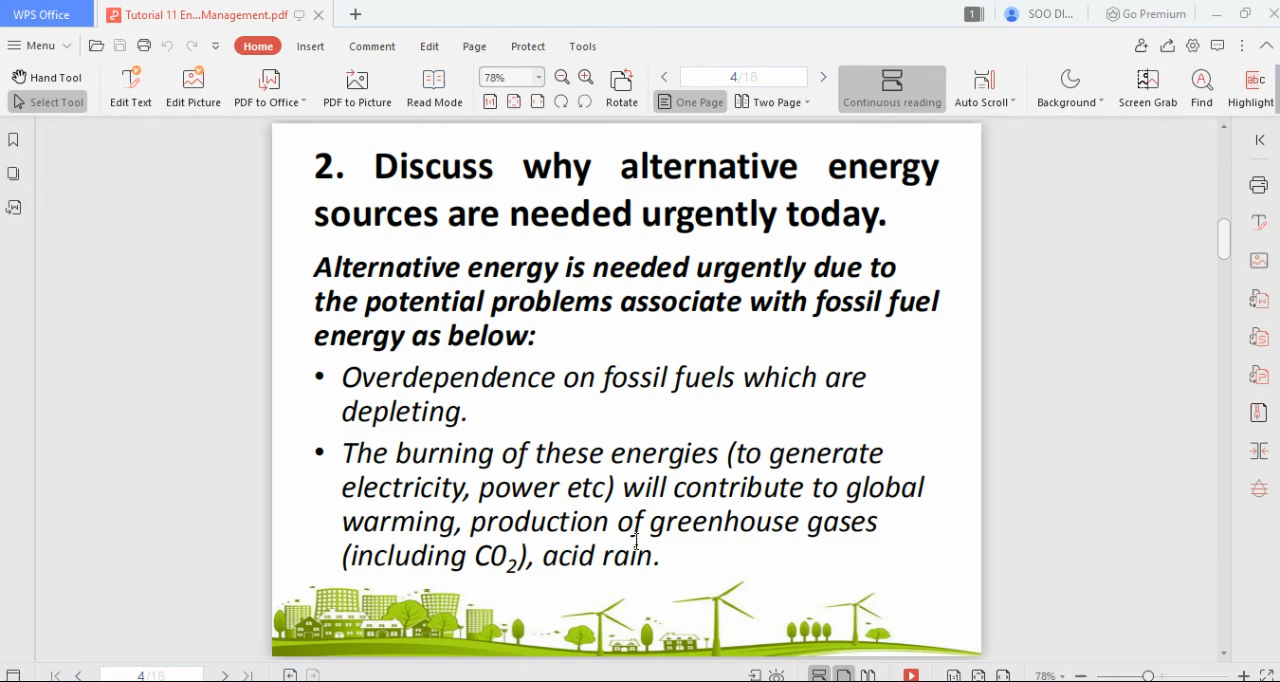 WPS Office
Tutorial 11 En...Management.pdf
1
SOO DI...
Go Premium
Menu
Home
Insert
Comment
Edit
Page
Protect
Tools
Hand Tool
Select Tool
Edit Text
Edit Picture
PDF to Office
PDF to Picture
Read Mode
78%
Rotate
4/18
One Page
Two Page
Continuous reading
Auto Scroll
Background
Screen Grab
Find
Highlight
2. Discuss why alternative energy
sources are needed urgently today.
Alternative energy is needed urgently due to
the potential problems associate with fossil fuel
energy as below:
• Overdependence on fossil fuels which are
depleting.
• The burning of these energies (to generate
electricity, power etc) will contribute to global
warming, production of greenhouse gases
(including C0₂), acid rain.
4/18
78%